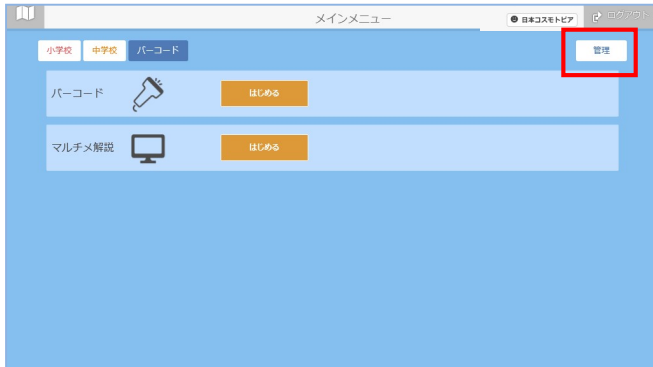 メインメニュー
日本コスモトピア
ログアウト
小学校 中学校 バーコード 管理
バーコード はじめる
マルチメ解説 はじめる